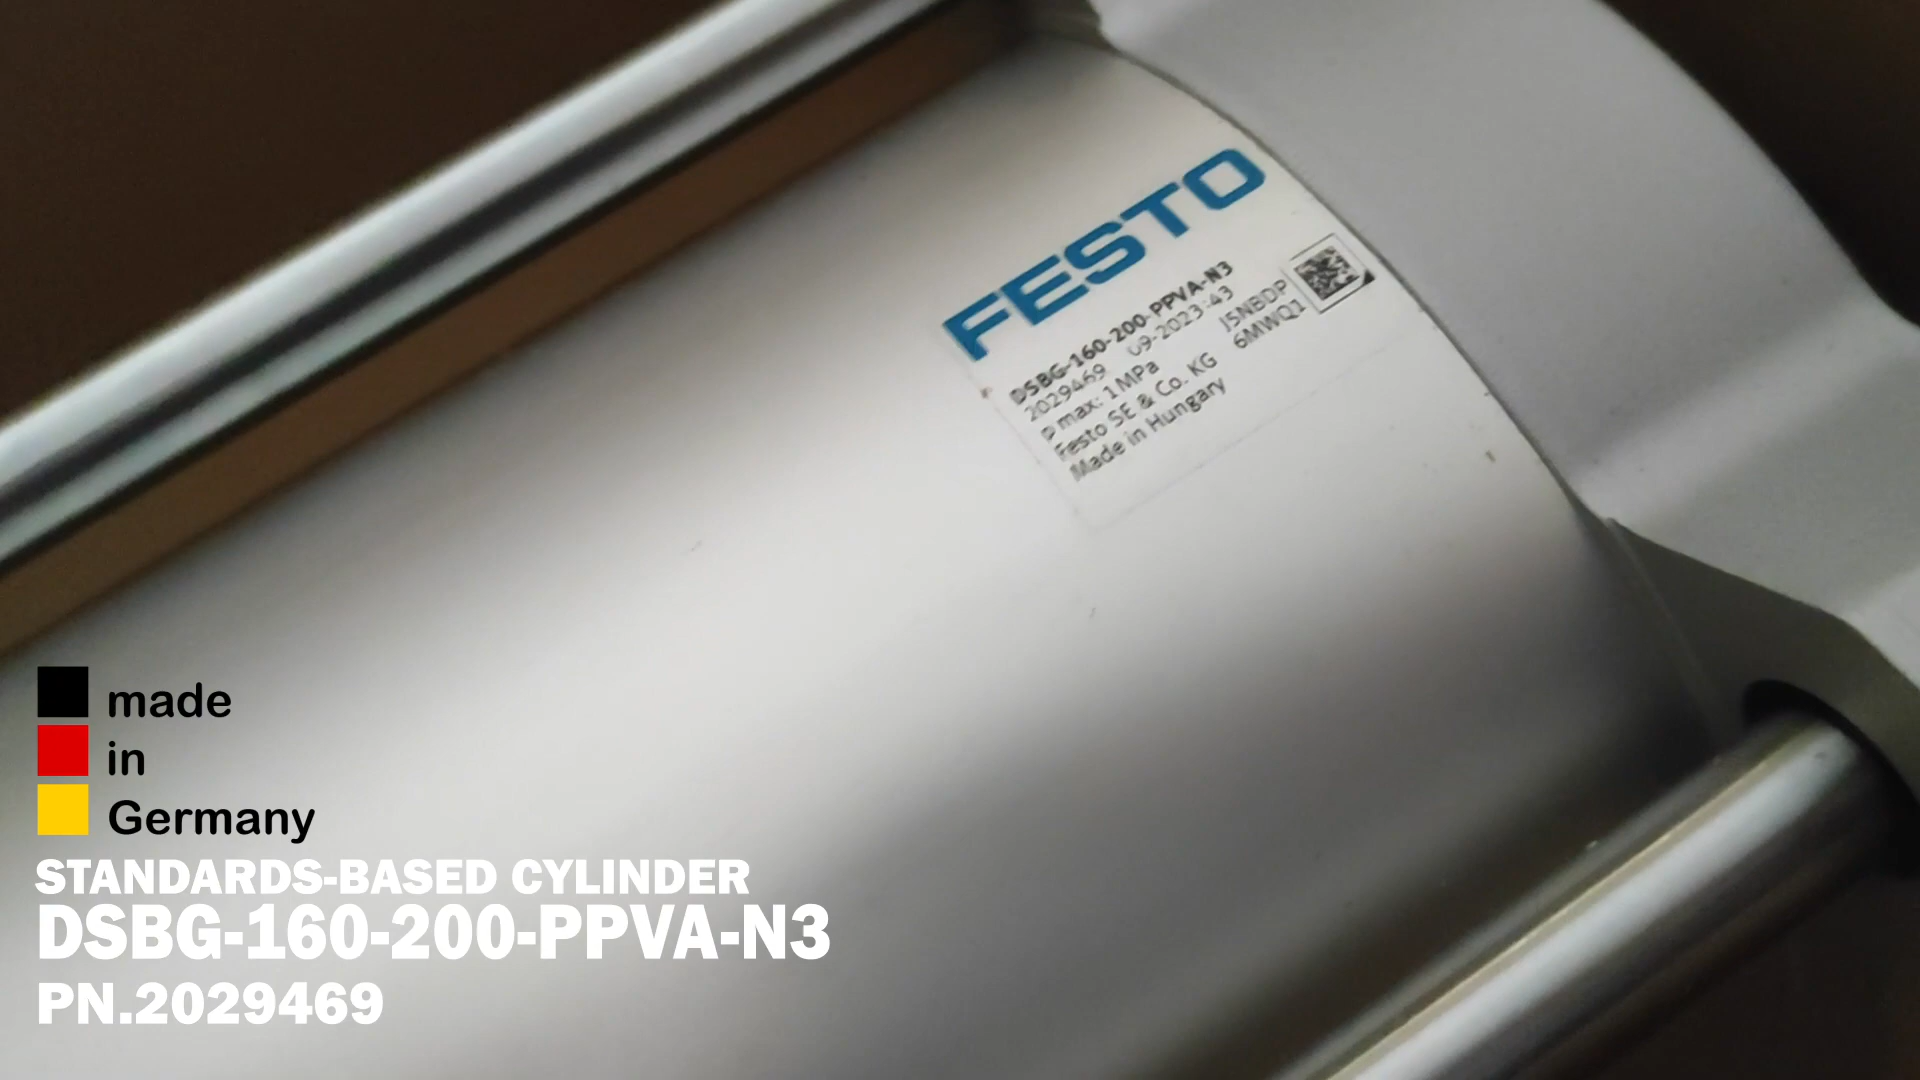 FESTO
DSBG-160-200-PPVA-N3
2029469 09-2023:43
p max: 1 MPa J5NBDP
Festo SE & Co. KG 6MWQ1
Made in Hungary
made
in
Germany
STANDARDS-BASED CYLINDER
DSBG-160-200-PPVA-N3
PN.2029469